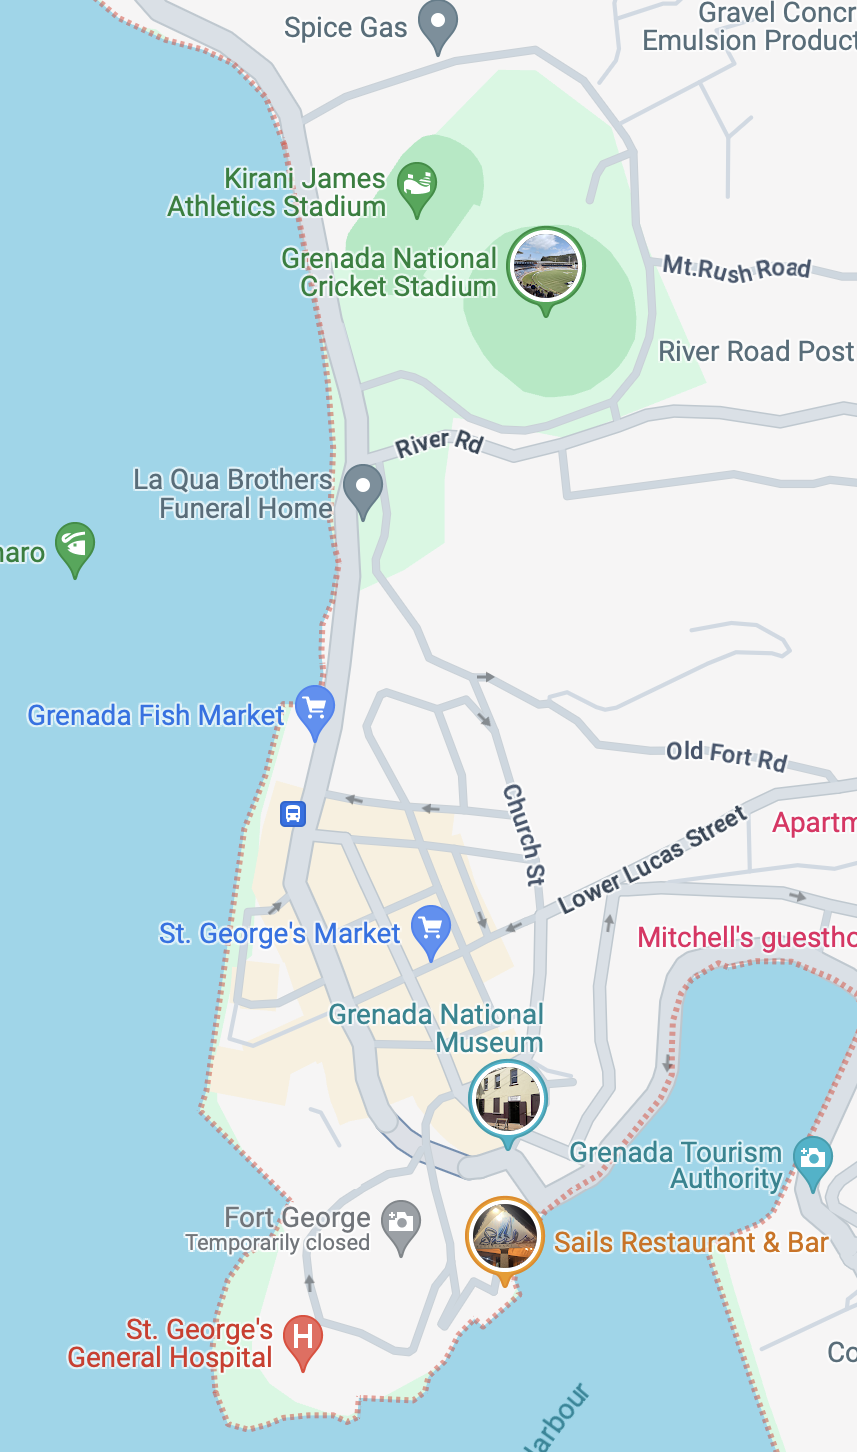 Spice Gas
Gravel Concr
Emulsion Product
Kirani James
Athletics Stadium
Grenada National
Cricket Stadium
Mt.Rush Road
River Road Post
River Rd
La Qua Brothers
Funeral Home
naro
Grenada Fish Market
Old Fort Rd
Church St
Lower Lucas Street
Apartm
St. George's Market
Mitchell's guestho
Grenada National
Museum
Grenada Tourism
Authority
Fort George
Temporarily closed
Sails Restaurant & Bar
St. George's
General Hospital
H
Co
arbour